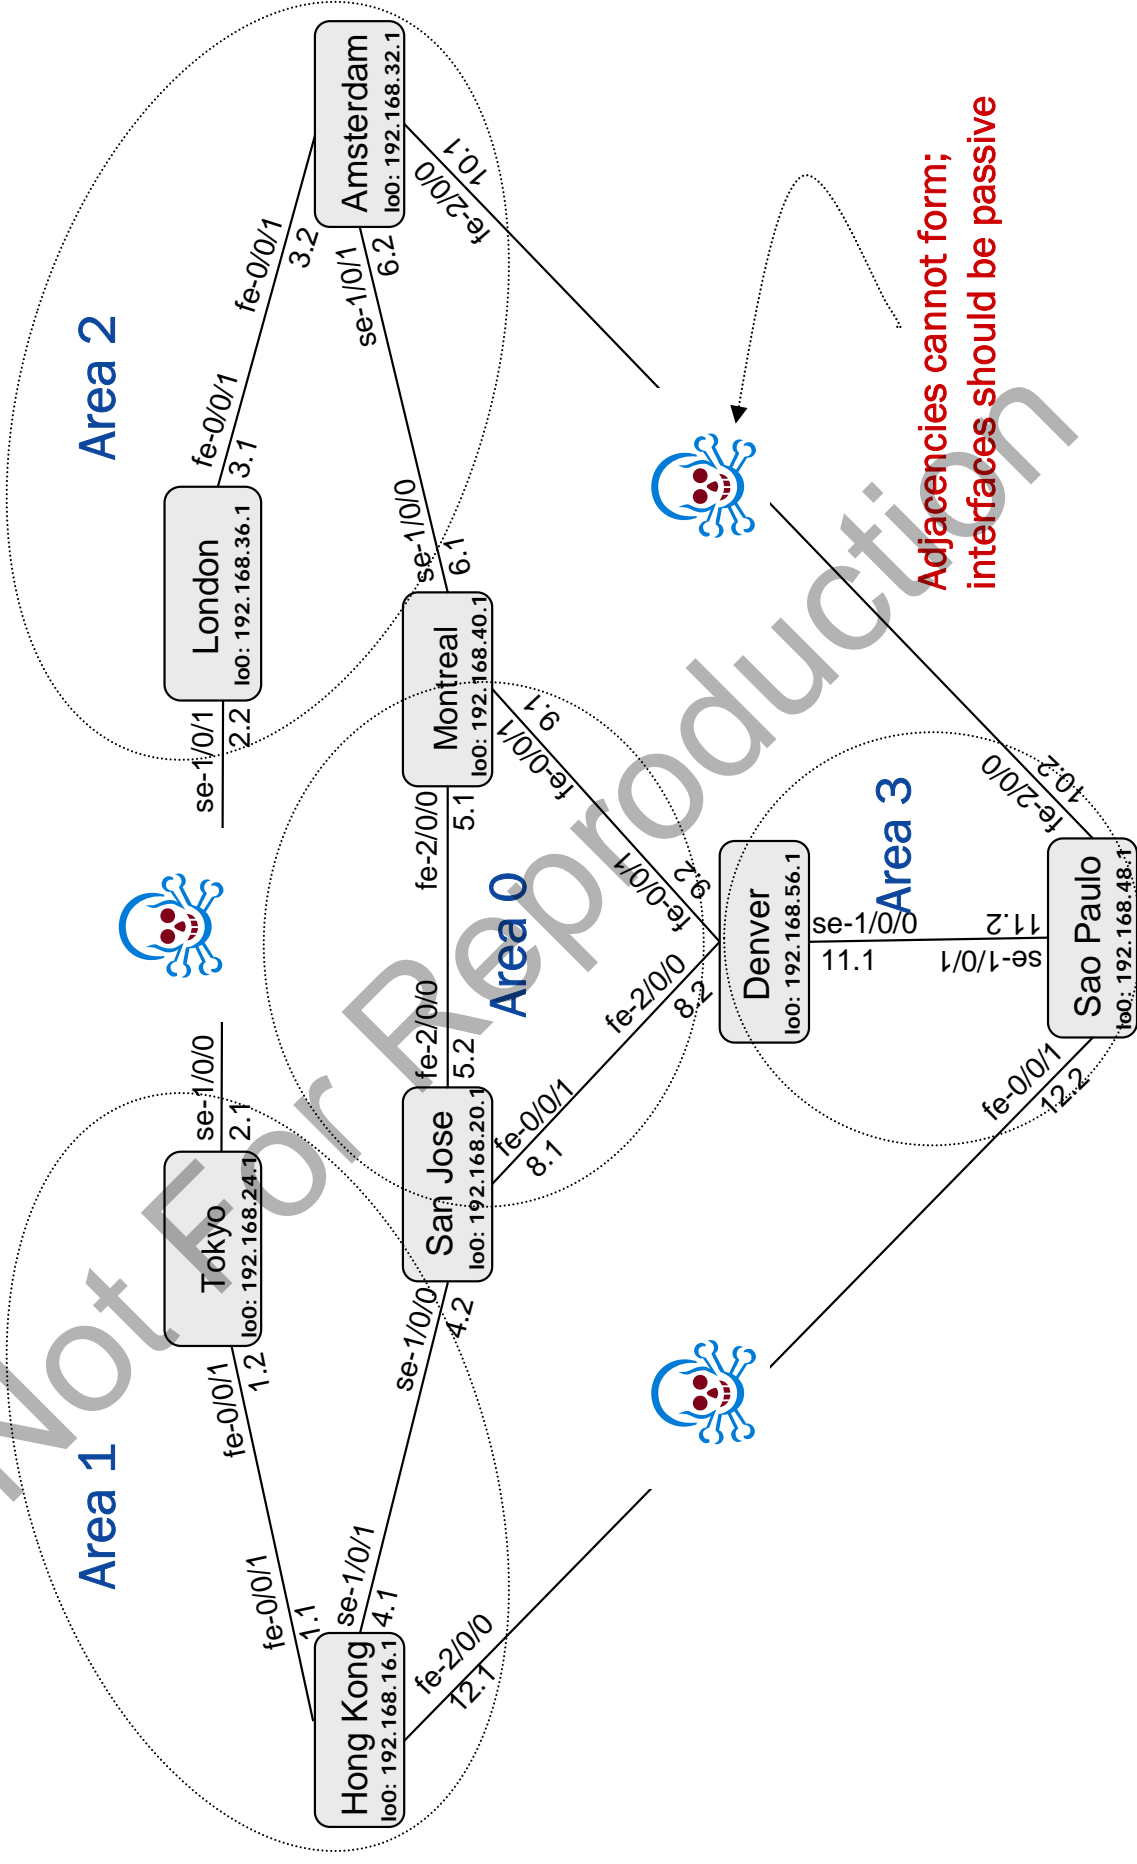 Area 1
Area 2
Tokyo
lo0: 192.168.24.1
se-1/0/0
2.1
fe-0/0/1
1.2
London
lo0: 192.168.36.1
se-1/0/1
2.2
fe-0/0/1
3.1
Hong Kong
lo0: 192.168.16.1
fe-0/0/1
1.1
se-1/0/1
4.1
fe-2/0/0
12.1
Amsterdam
lo0: 192.168.32.1
fe-0/0/1
3.2
se-1/0/1
6.2
fe-2/0/0
10.1
San Jose
lo0: 192.168.20.1
se-1/0/0
4.2
fe-2/0/0
5.2
fe-0/0/1
8.1
Montreal
lo0: 192.168.40.1
fe-2/0/0
5.1
se-1/0/0
6.1
fe-0/0/1
9.1
Area 0
Denver
lo0: 192.168.56.1
fe-2/0/0
8.2
fe-0/0/1
9.2
se-1/0/0
11.1
Area 3
Sao Paulo
lo0: 192.168.48.1
se-1/0/1
11.2
fe-0/0/1
12.2
fe-2/0/0
10.2
Adjacencies cannot form;
interfaces should be passive
Not For Reproduction